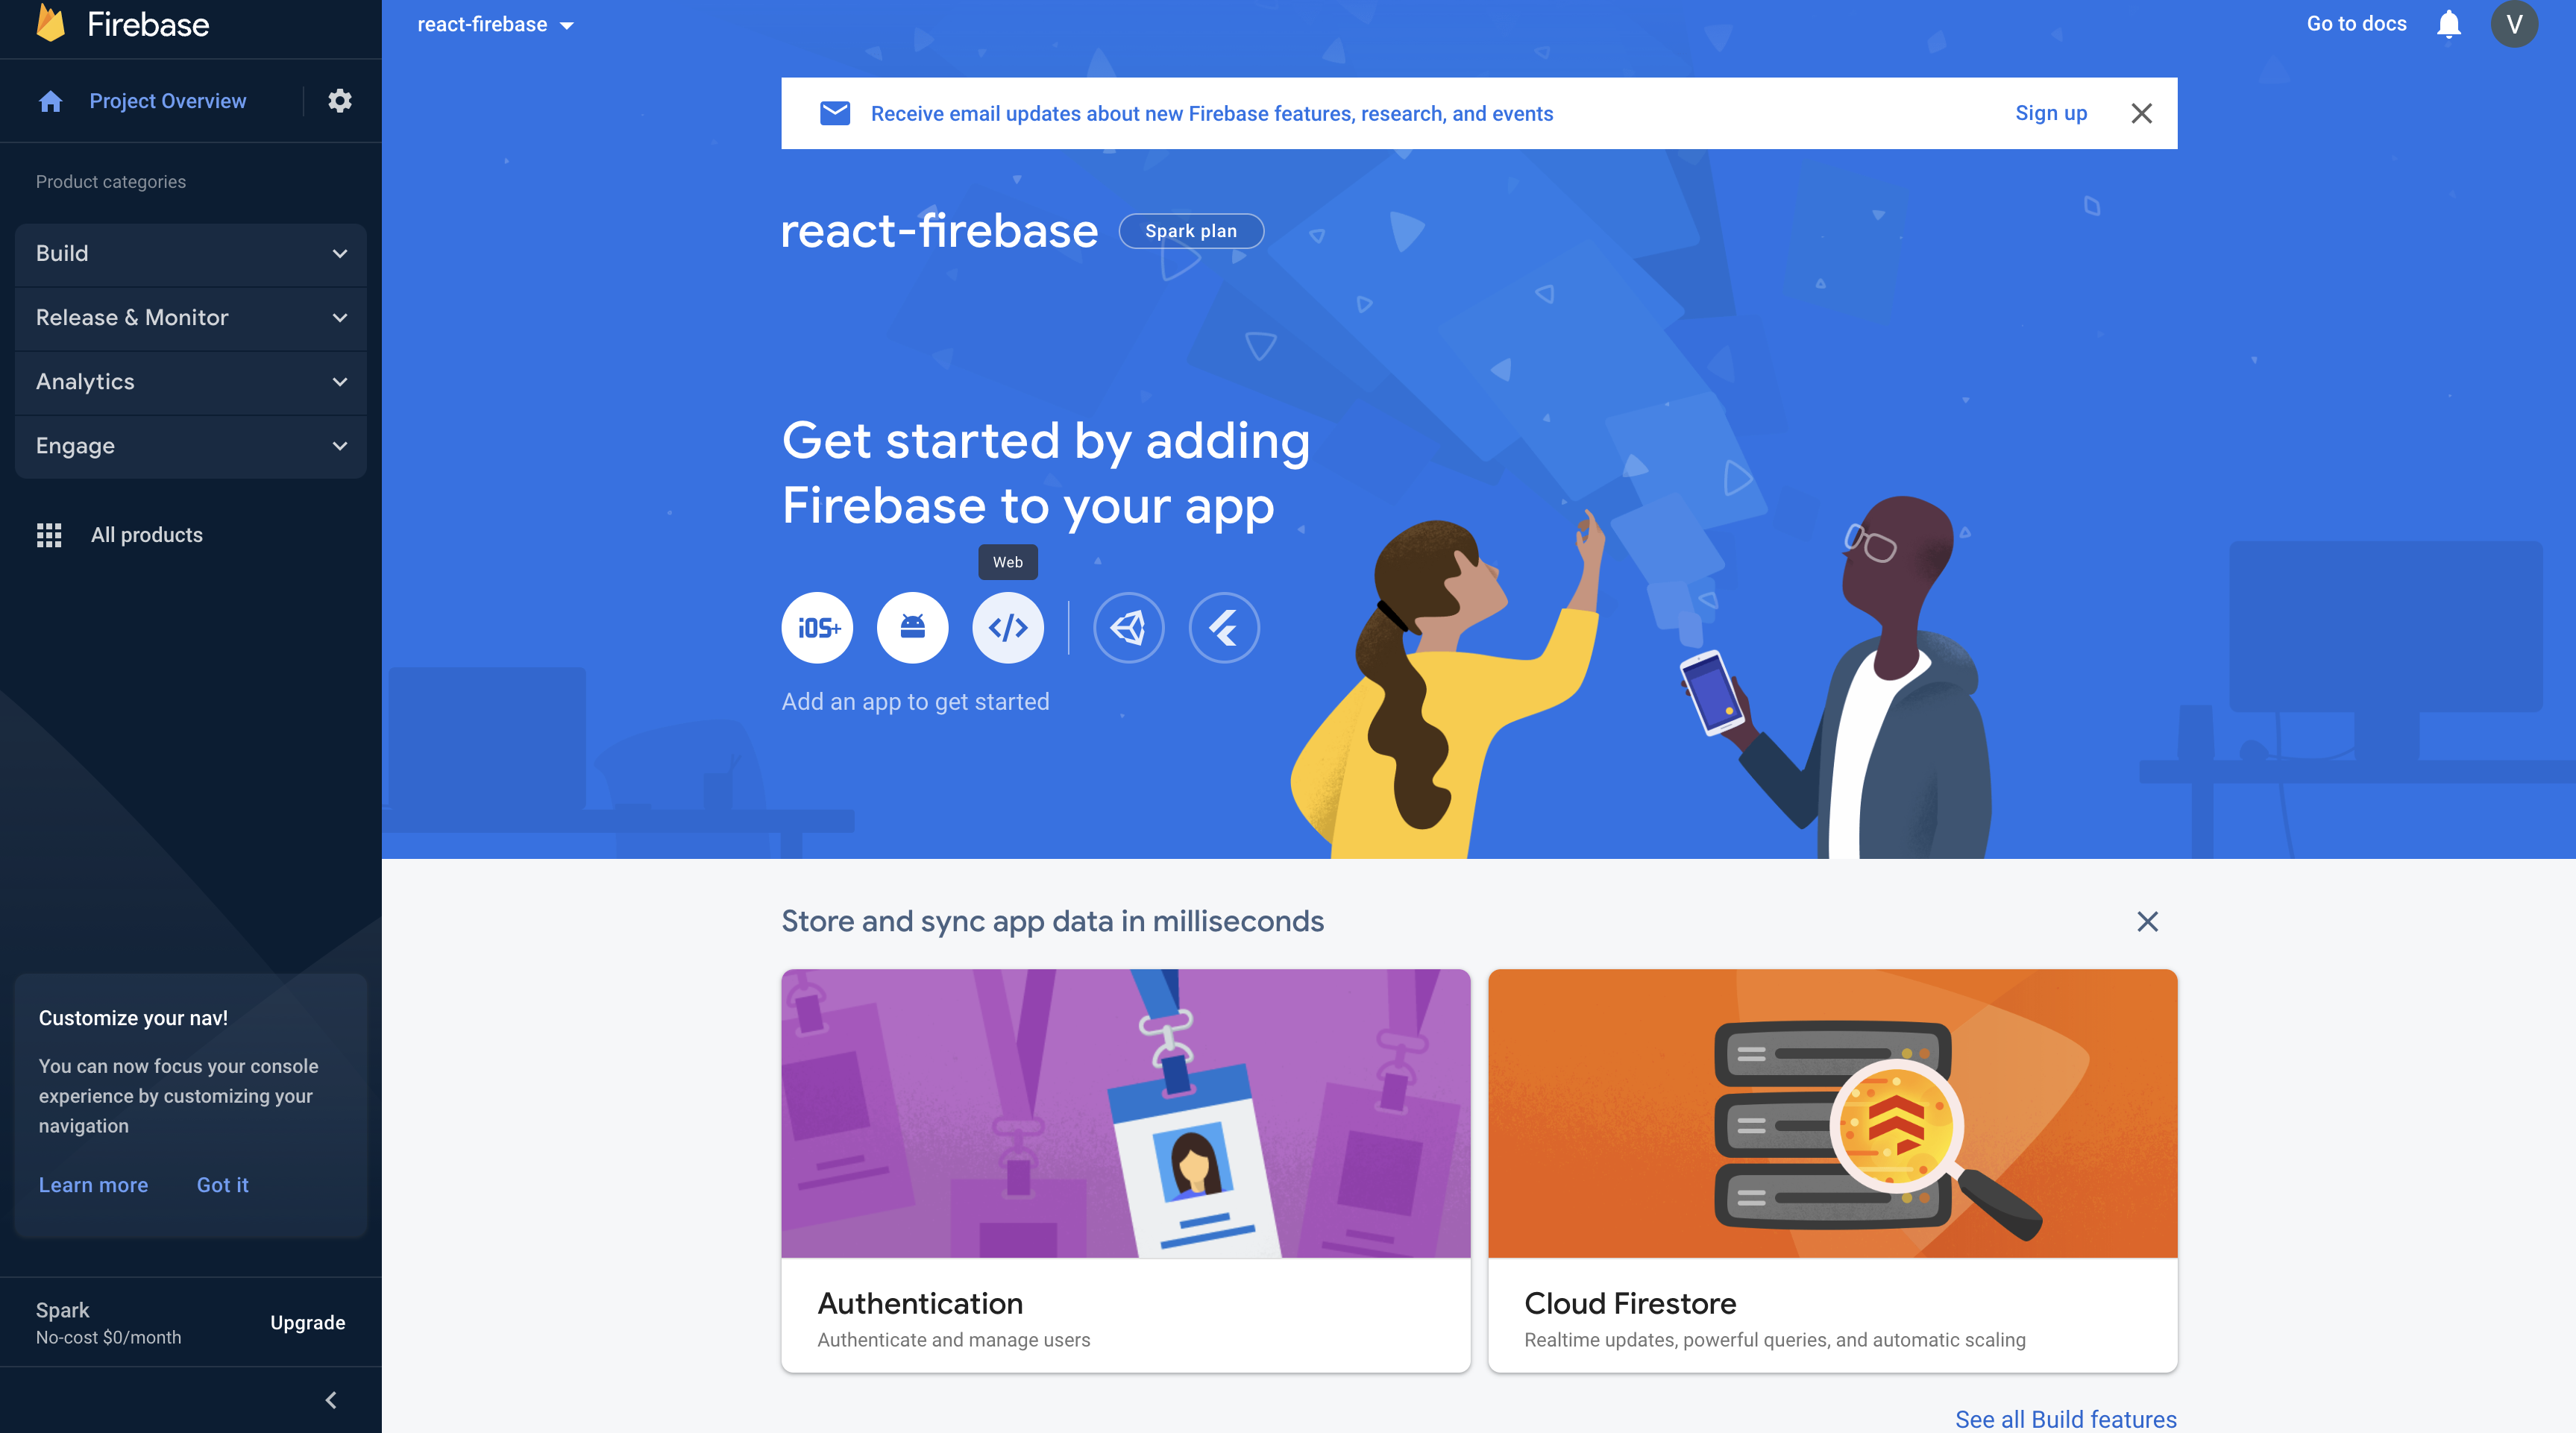 Firebase
Project Overview
Product categories
Build
Release & Monitor
Analytics
Engage
All products
Customize your nav!
You can now focus your console
experience by customizing your
navigation
Learn more
Got it
Spark
No-cost $0/month
Upgrade
react-firebase
Go to docs
V
Receive email updates about new Firebase features, research, and events
Sign up
react-firebase
Spark plan
Get started by adding
Firebase to your app
Web
iOS+
Add an app to get started
Store and sync app data in milliseconds
Authentication
Authenticate and manage users
Cloud Firestore
Realtime updates, powerful queries, and automatic scaling
See all Build features